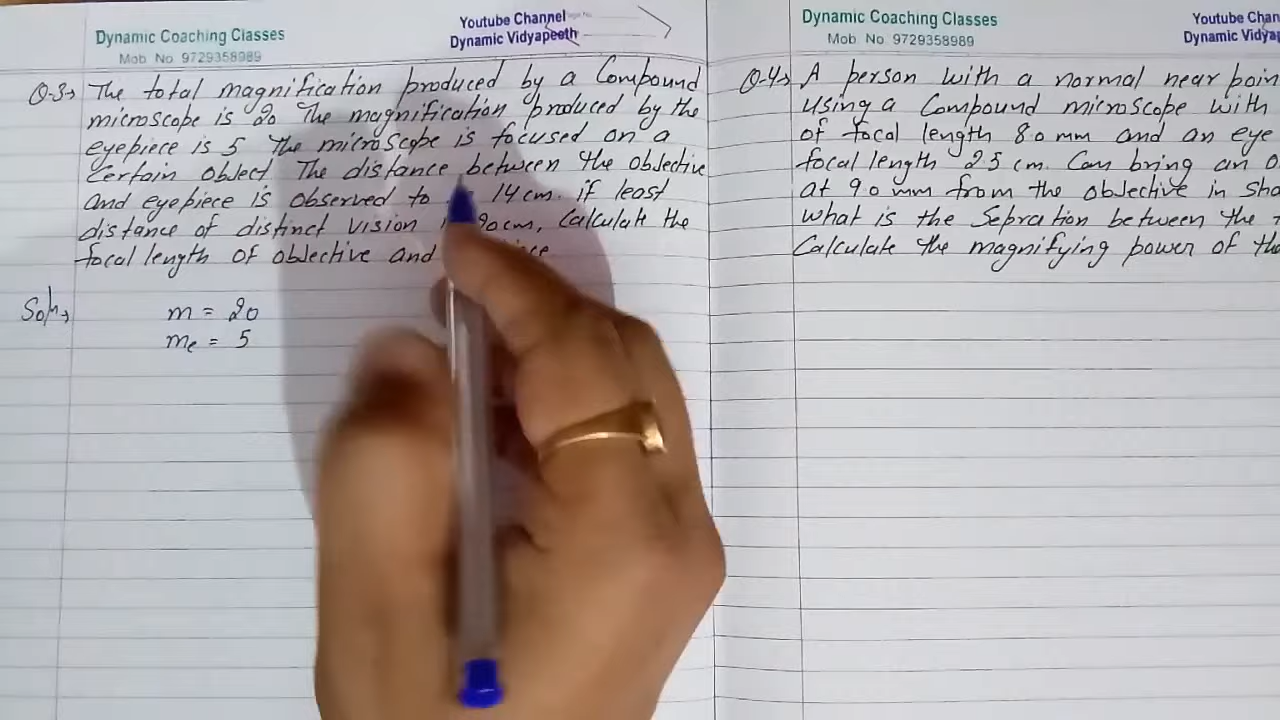 Dynamic Coaching Classes
Mob No 9729358989
Youtube Channel
Dynamic Vidyapeeth
Q-3→ The total magnification produced by a Compound
microscope is 20 The magnification produced by the
eyepiece is 5 The microscope is focused on a
Certain object The distance between the objective
and eyepiece is observed to 14cm. if least
distance of distinct vision 20cm, Calculate the
focal length of objective and
Soln→ m = 20
me = 5
Dynamic Coaching Classes
Mob No 9729358989
Youtube Chan
Dynamic Vidyap
Q-4→ A person with a normal near poin
using a Compound microscope with
of focal length 8.0 mm and an eye
focal length 2.5 cm. Can bring an o
at 9.0 mm from the objective in sha
what is the Sepration between the
Calculate the magnifying power of th